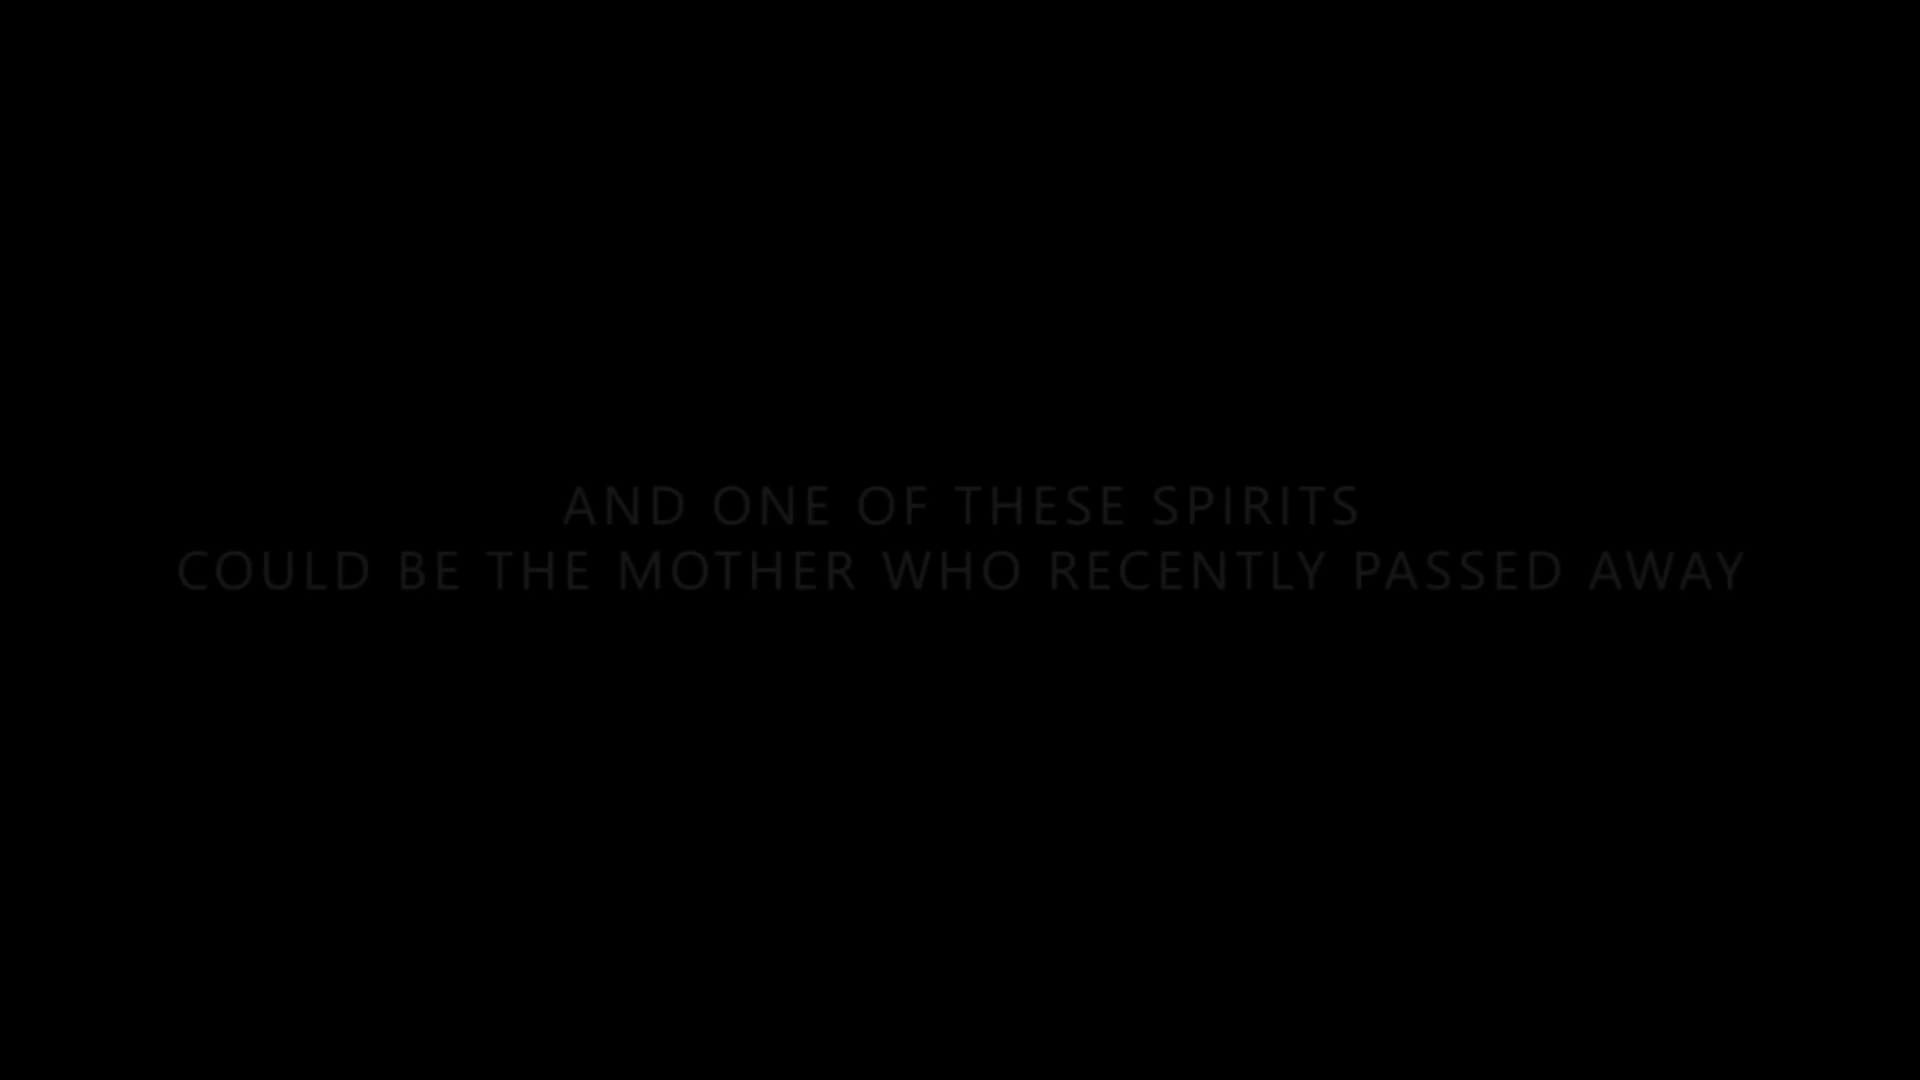 AND ONE OF THESE SPIRITS
COULD BE THE MOTHER WHO RECENTLY PASSED AWAY